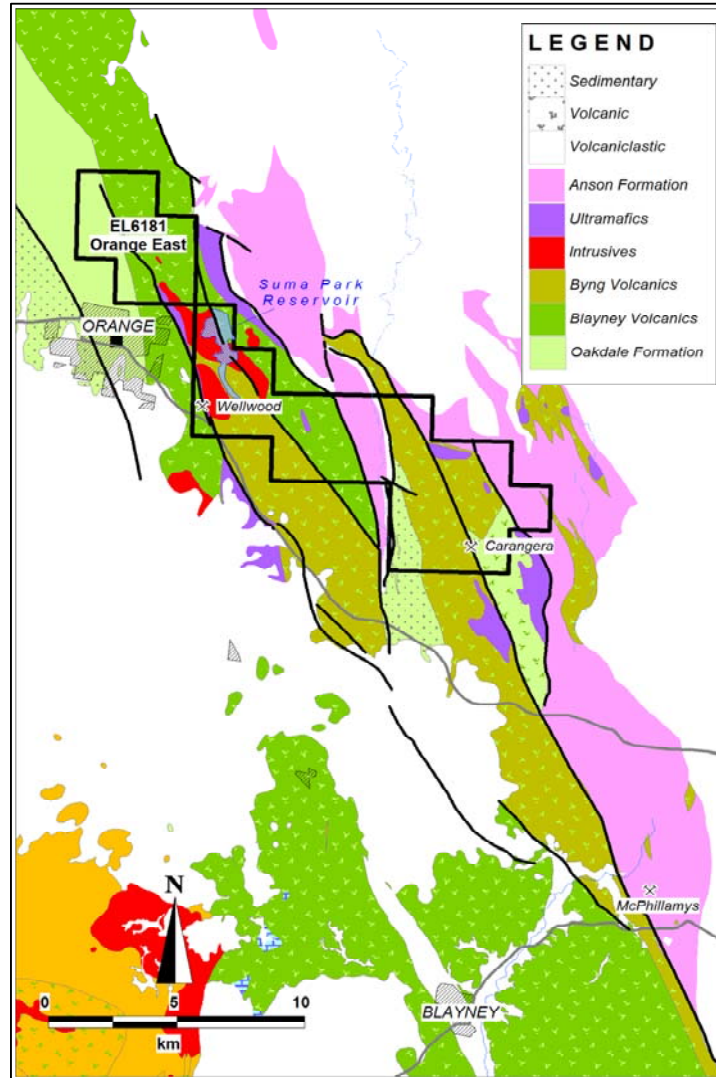 LEGEND
Sedimentary
Volcanic
Volcaniclastic
Anson Formation
Ultramafics
Intrusives
Byng Volcanics
Blayney Volcanics
Oakdale Formation
EL6181
Orange East
Suma Park
Reservoir
ORANGE
Wellwood
Carangera
McPhillamys
N
0 5 10
km
BLAYNEY